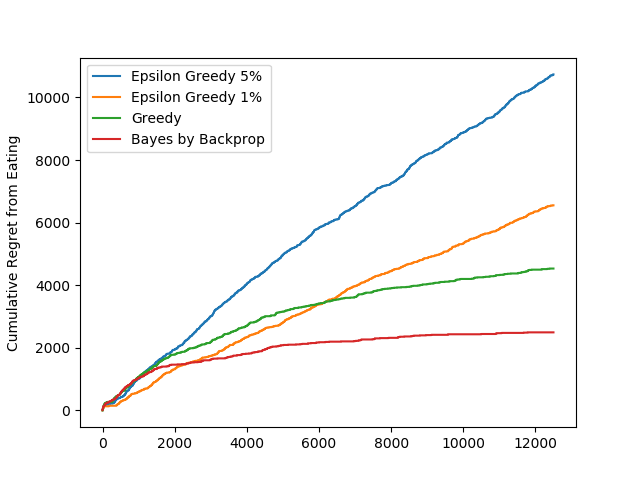 Epsilon Greedy 5%
Epsilon Greedy 1%
Greedy
Bayes by Backprop
Cumulative Regret from Eating
10000
8000
6000
4000
2000
0
0 2000 4000 6000 8000 10000 12000